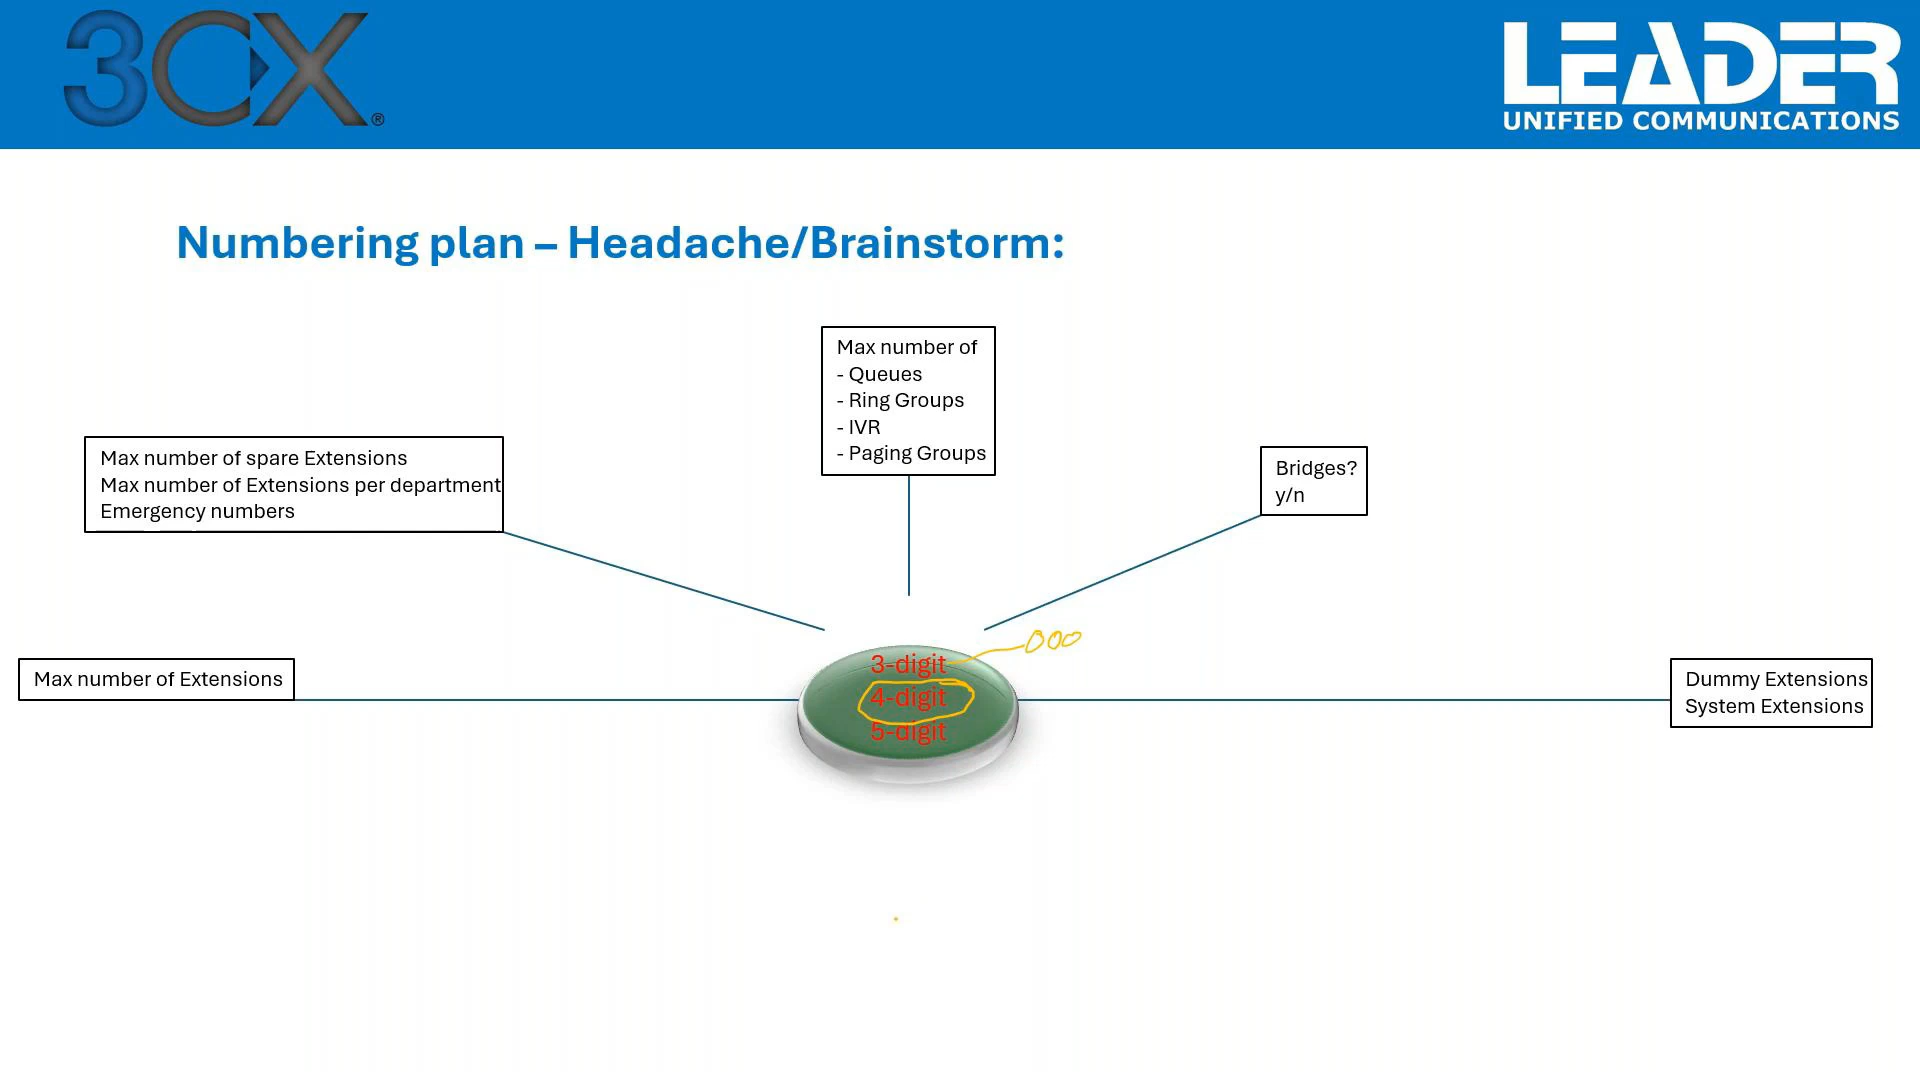 3CX®
LEADER
UNIFIED COMMUNICATIONS
Numbering plan – Headache/Brainstorm:
Max number of
- Queues
- Ring Groups
- IVR
- Paging Groups
Max number of spare Extensions
Max number of Extensions per department
Emergency numbers
Bridges?
y/n
Max number of Extensions
3-digit
000
4-digit
5-digit
Dummy Extensions
System Extensions